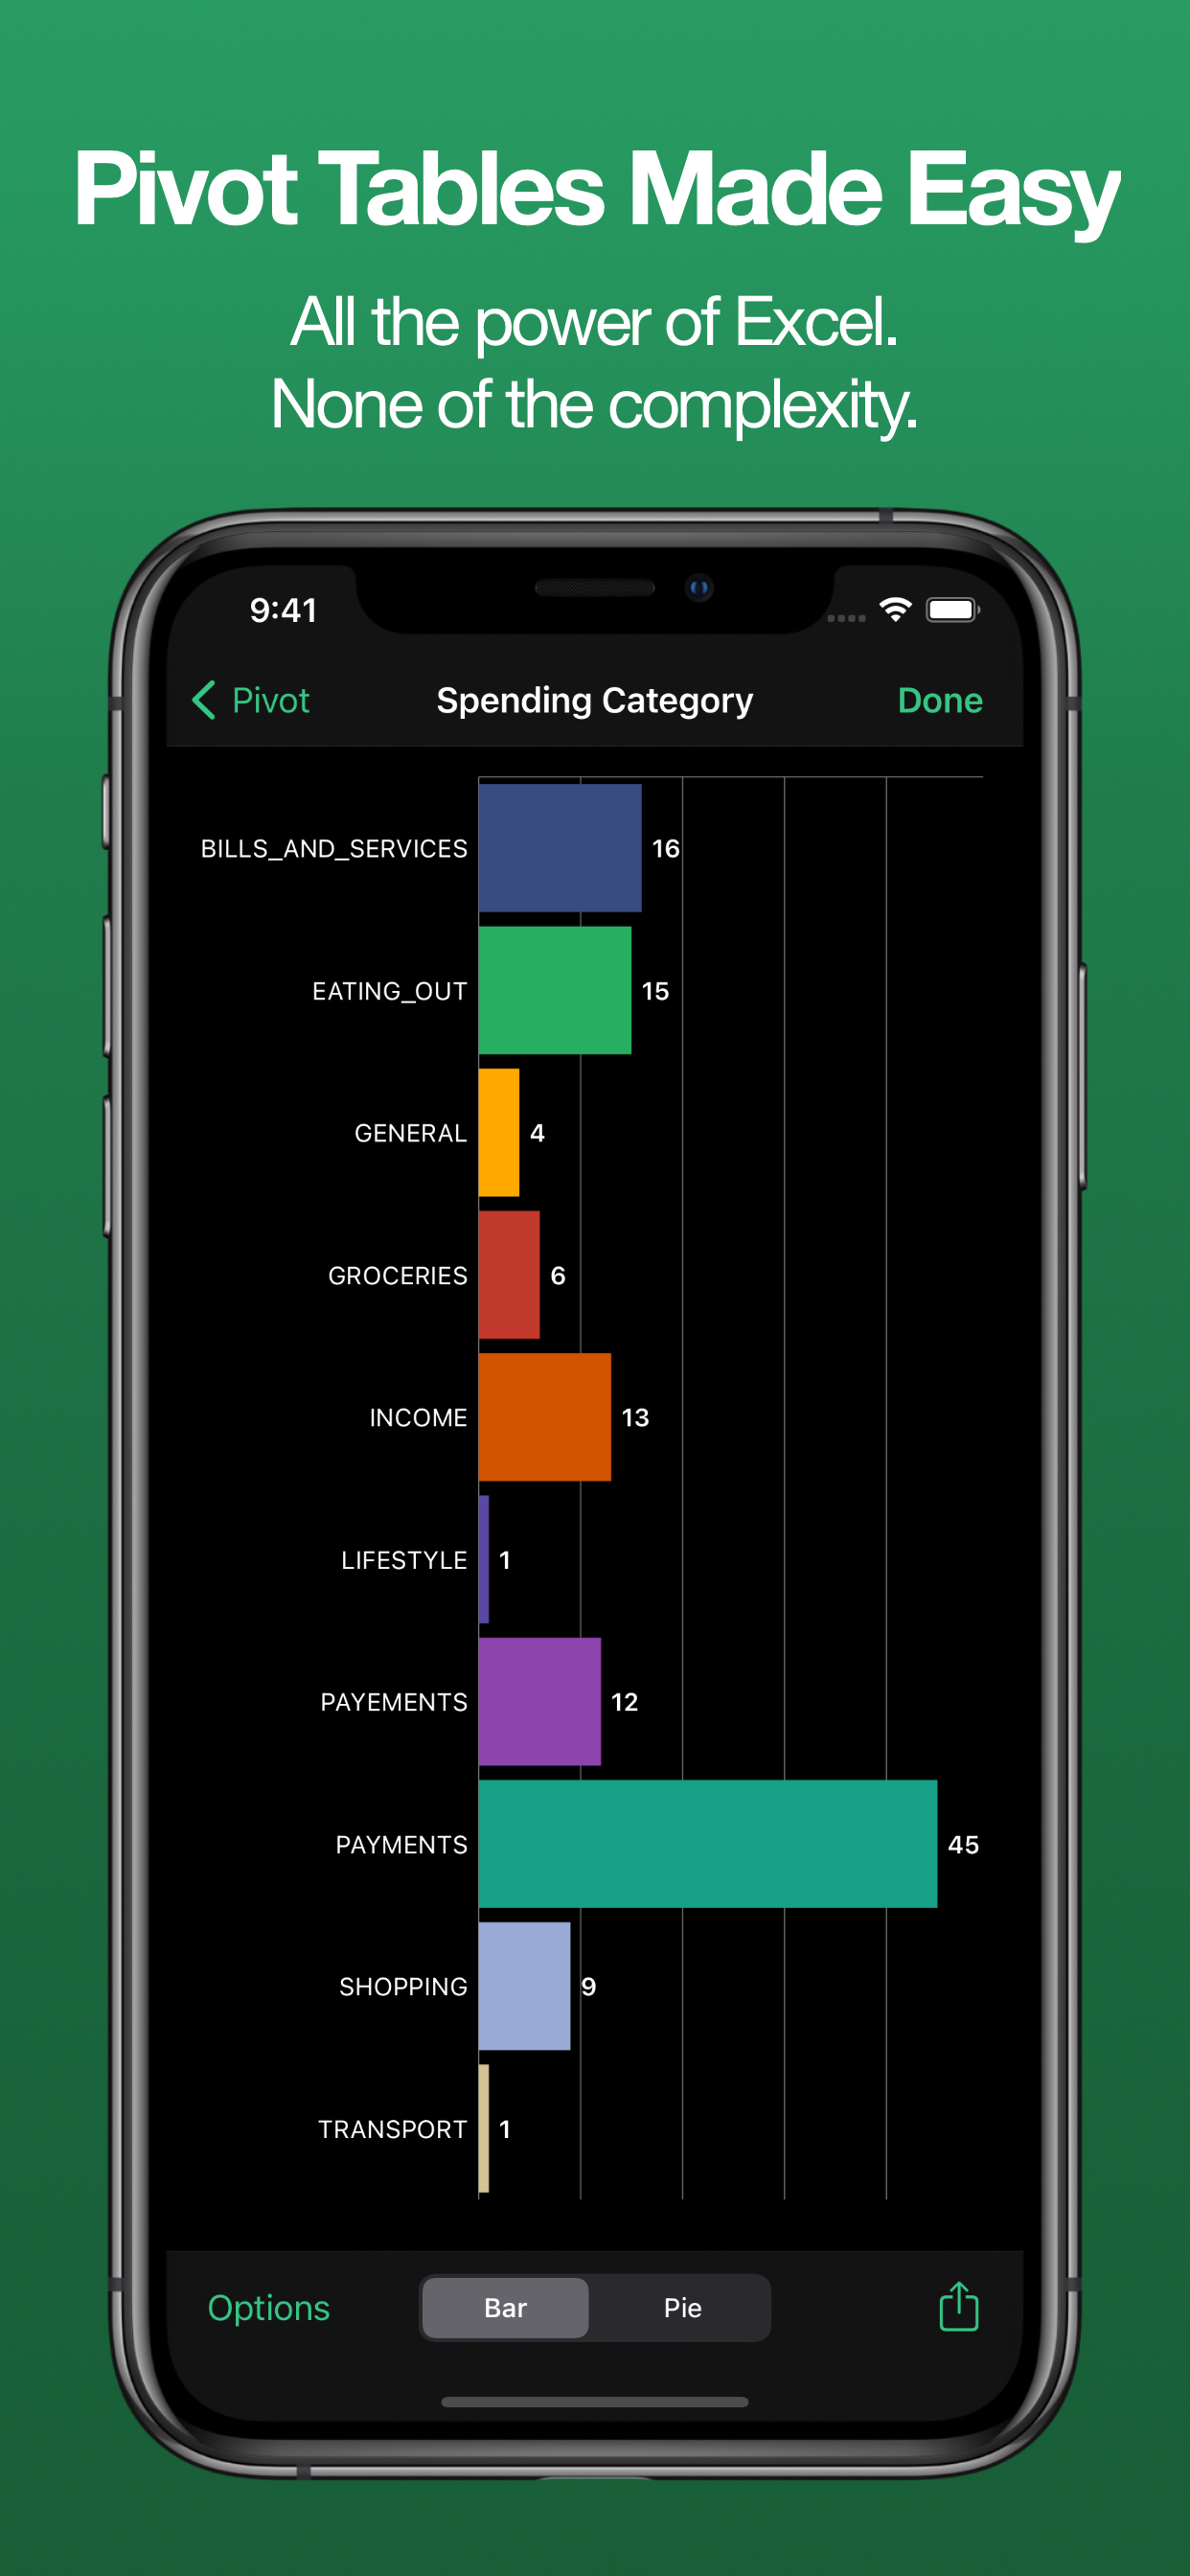 Pivot Tables Made Easy
All the power of Excel.
None of the complexity.
9:41
Pivot
Spending Category
Done
BILLS_AND_SERVICES 16
EATING_OUT 15
GENERAL 4
GROCERIES 6
INCOME 13
LIFESTYLE 1
PAYEMENTS 12
PAYMENTS 45
SHOPPING 9
TRANSPORT 1
Options
Bar
Pie